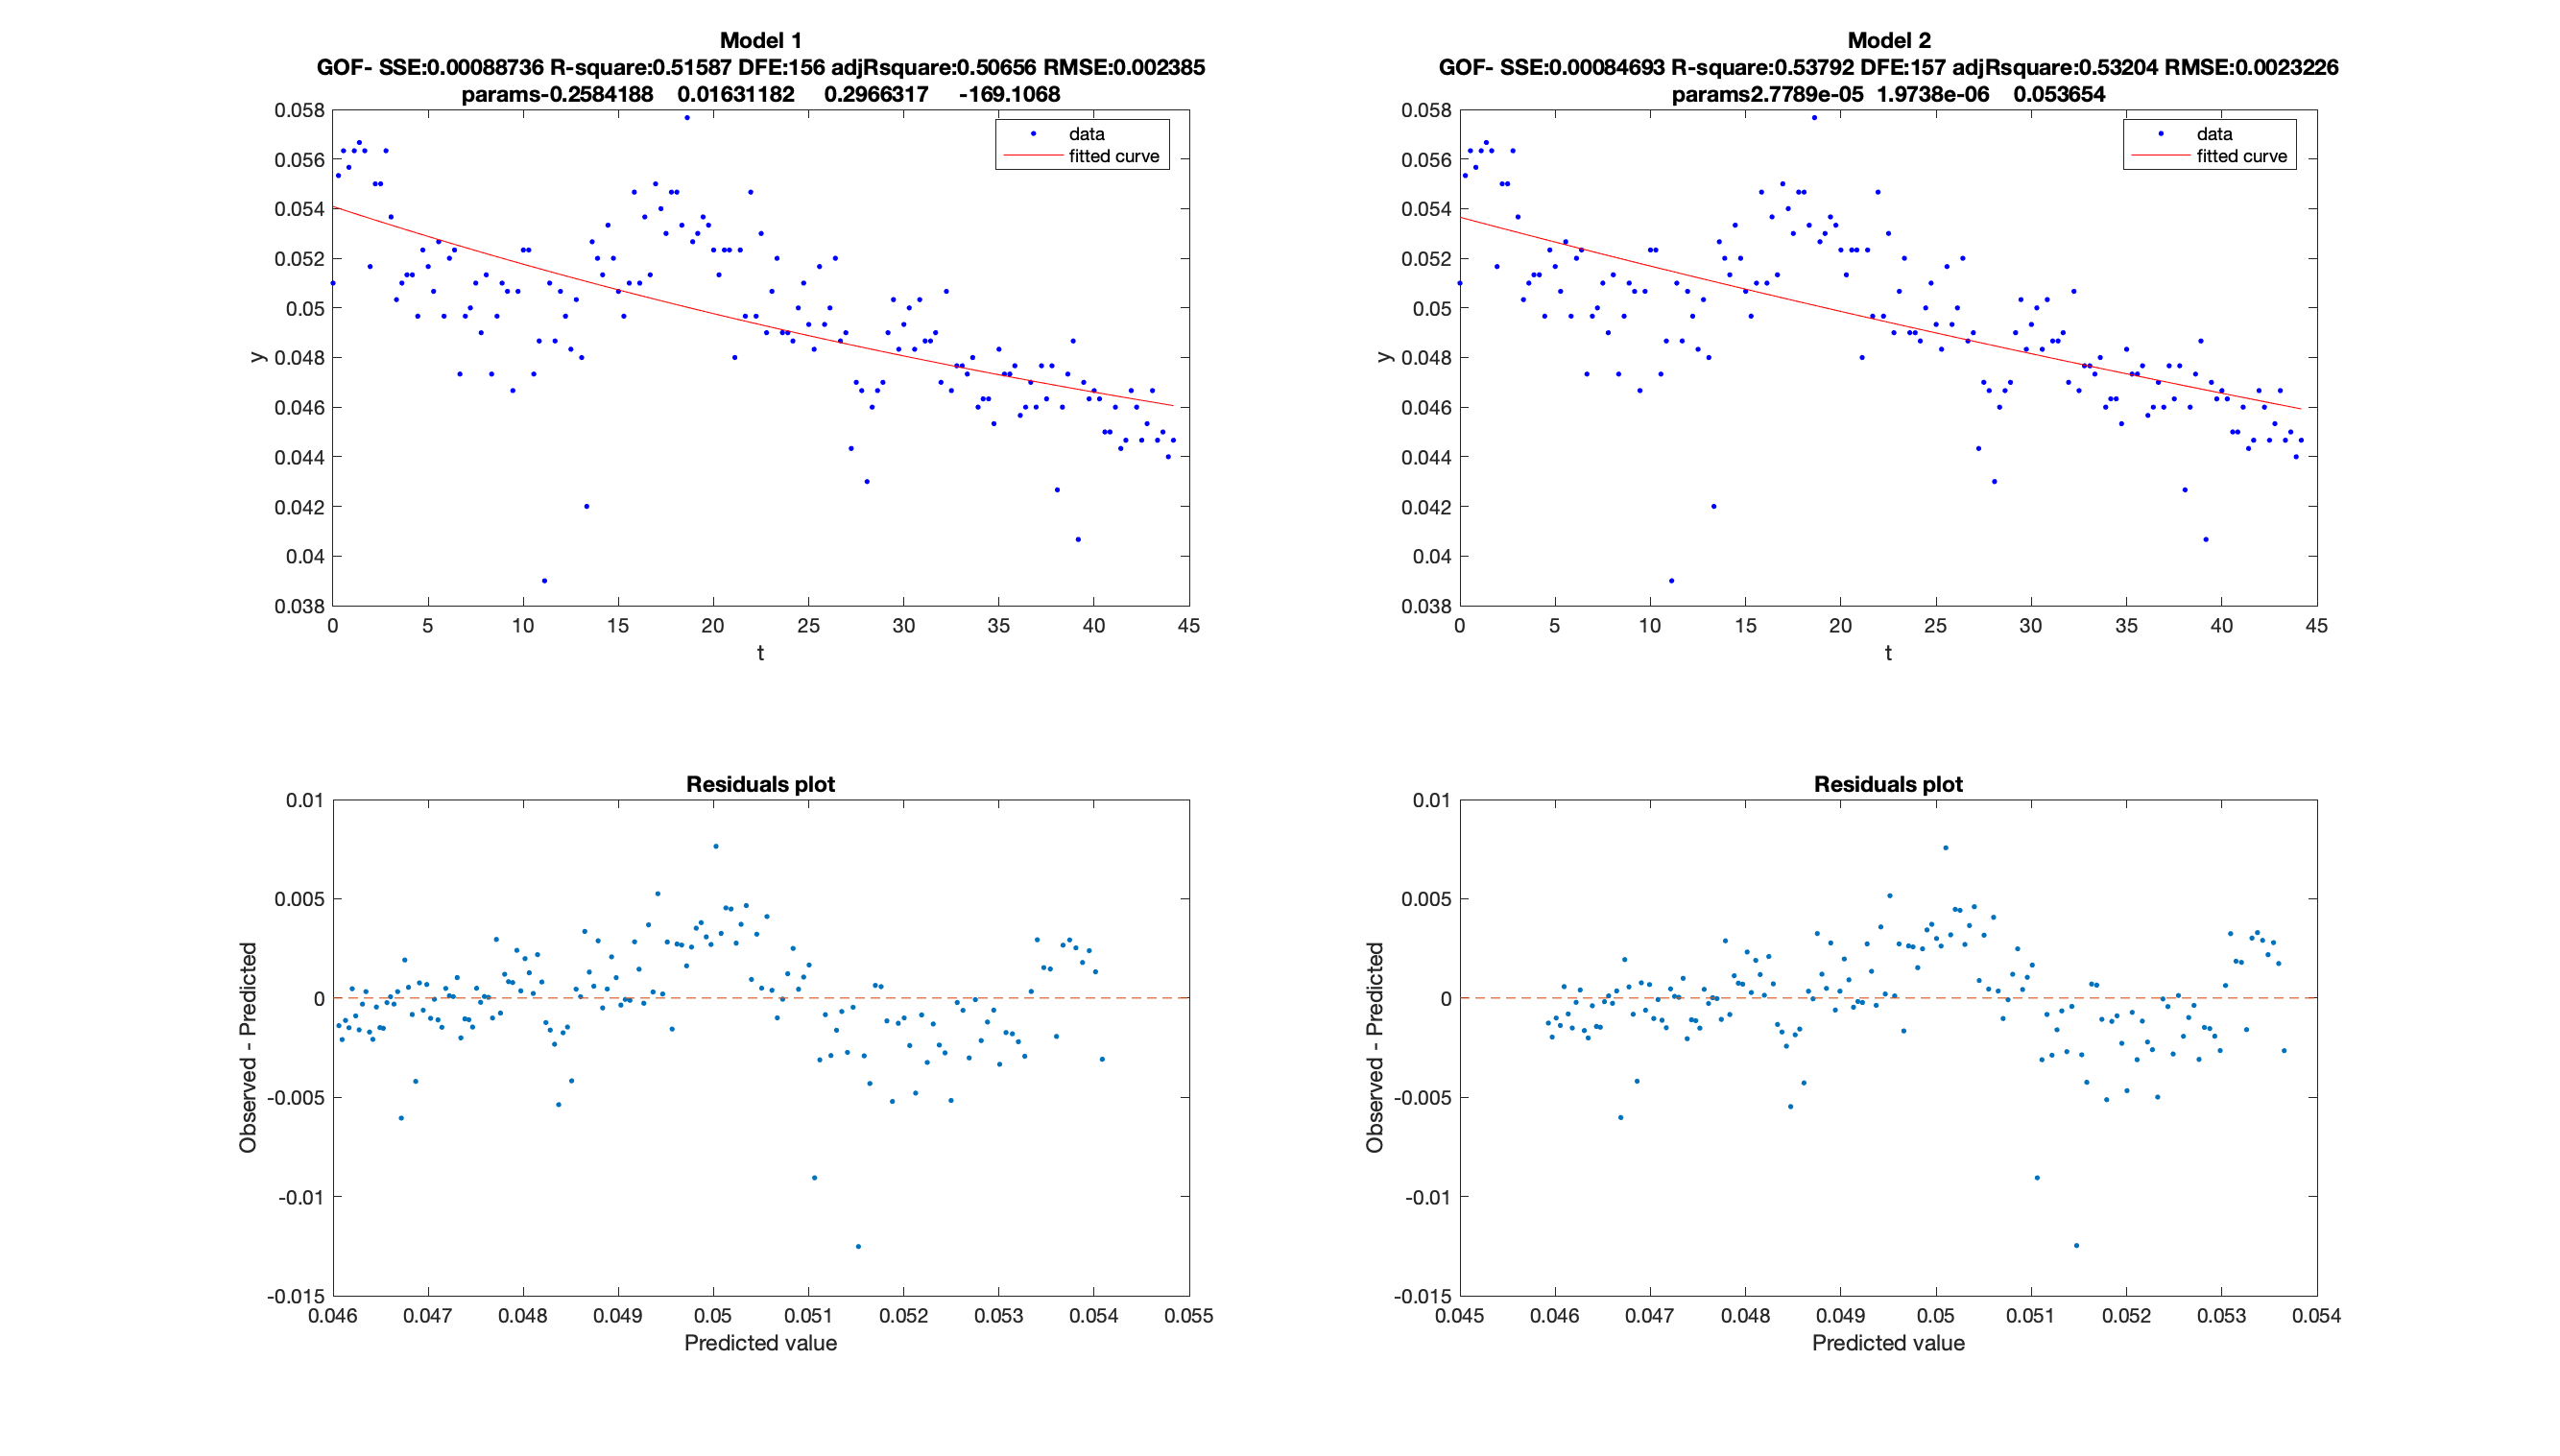 Model 1
GOF- SSE:0.00088736 R-square:0.51587 DFE:156 adjRsquare:0.50656 RMSE:0.002385
params-0.2584188 0.01631182 0.2966317 -169.1068
0.058
0.056
0.054
0.052
0.05
0.048
0.046
0.044
0.042
0.04
0.038
y
data
fitted curve
0 5 10 15 20 25 30 35 40 45
t
Model 2
GOF- SSE:0.00084693 R-square:0.53792 DFE:157 adjRsquare:0.53204 RMSE:0.0023226
params2.7789e-05 1.9738e-06 0.053654
0.058
0.056
0.054
0.052
0.05
0.048
0.046
0.044
0.042
0.04
0.038
y
data
fitted curve
0 5 10 15 20 25 30 35 40 45
t
Residuals plot
0.01
0.005
0
-0.005
-0.01
-0.015
Observed - Predicted
0.046 0.047 0.048 0.049 0.05 0.051 0.052 0.053 0.054 0.055
Predicted value
Residuals plot
0.01
0.005
0
-0.005
-0.01
-0.015
Observed - Predicted
0.045 0.046 0.047 0.048 0.049 0.05 0.051 0.052 0.053 0.054
Predicted value